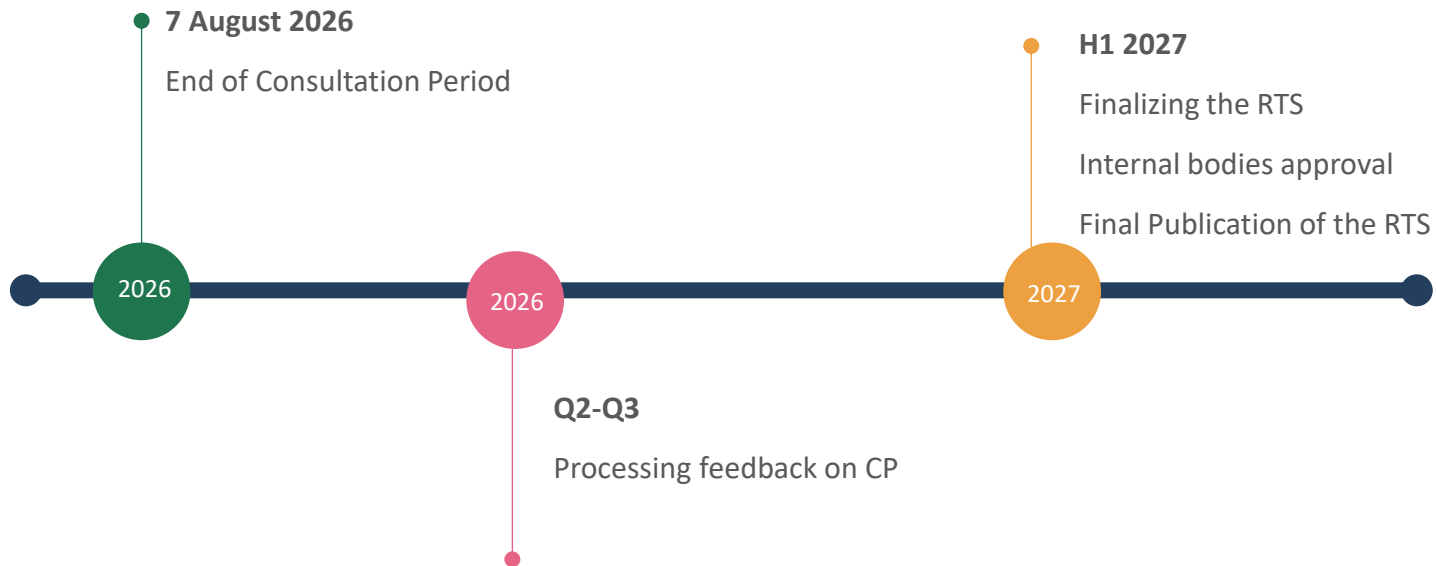 7 August 2026
End of Consultation Period
H1 2027
Finalizing the RTS
Internal bodies approval
Final Publication of the RTS
2026
2026
2027
Q2-Q3
Processing feedback on CP